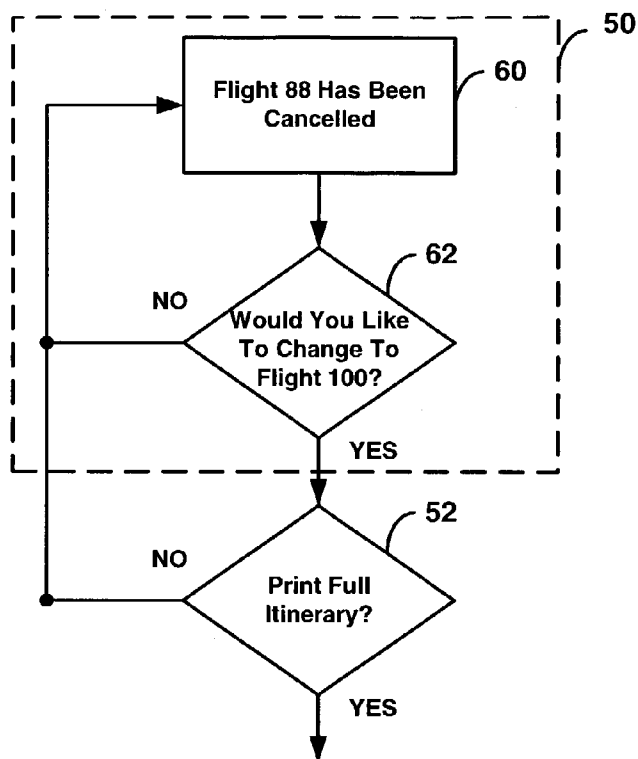 50
60
Flight 88 Has Been
Cancelled
62
NO
Would You Like
To Change To
Flight 100?
YES
52
NO
Print Full
Itinerary?
YES